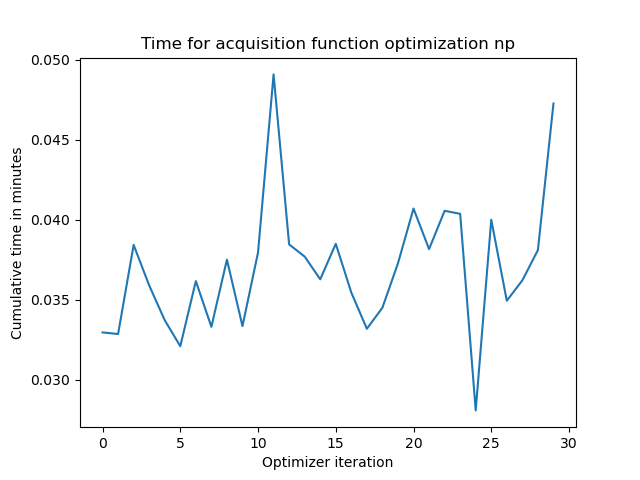 Time for acquisition function optimization np
0.050
0.045
0.040
0.035
0.030
Cumulative time in minutes
0 5 10 15 20 25 30
Optimizer iteration